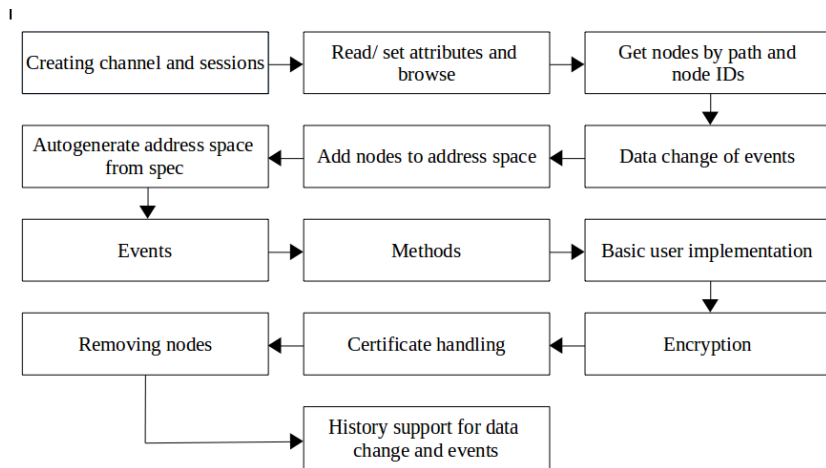 Creating channel and sessions
Read/ set attributes and
browse
Get nodes by path and
node IDs
Autogenerate address space
from spec
Add nodes to address space
Data change of events
Events
Methods
Basic user implementation
Removing nodes
Certificate handling
Encryption
History support for data
change and events